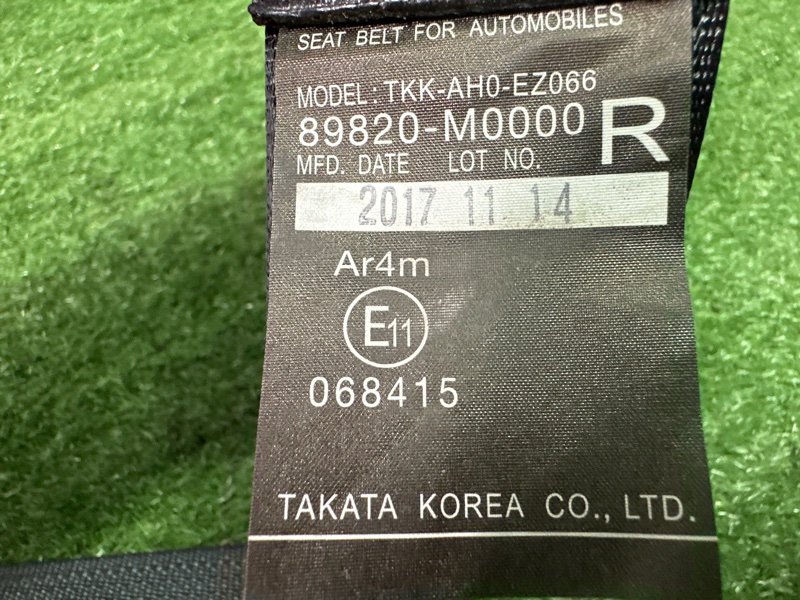 SEAT BELT FOR AUTOMOBILES
MODEL: TKK-AH0-EZ066
89820-M0000 R
MFD. DATE LOT NO.
2017 11 14
Ar4m
E11
068415
TAKATA KOREA CO., LTD.